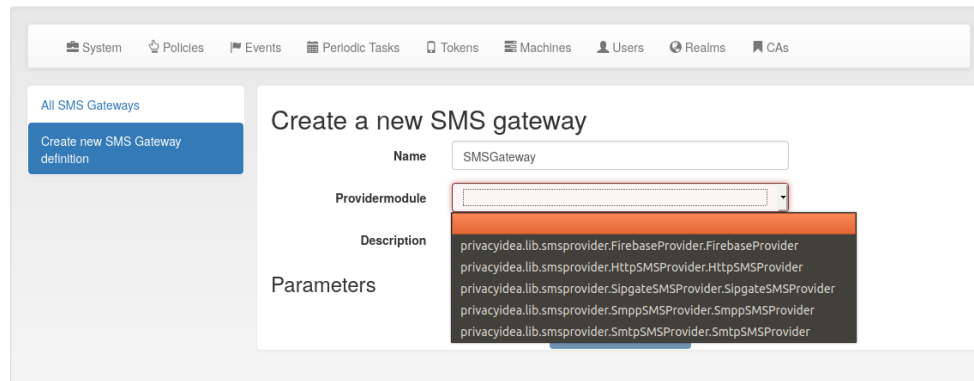 System Policies Events Periodic Tasks Tokens Machines Users Realms CAs
All SMS Gateways
Create new SMS Gateway
definition
Create a new SMS gateway
Name SMSGateway
Providermodule
Description
privacyidea.lib.smsprovider.FirebaseProvider.FirebaseProvider
privacyidea.lib.smsprovider.HttpSMSProvider.HttpSMSProvider
Parameters
privacyidea.lib.smsprovider.SipgateSMSProvider.SipgateSMSProvider
privacyidea.lib.smsprovider.SmppSMSProvider.SmppSMSProvider
privacyidea.lib.smsprovider.SmtpSMSProvider.SmtpSMSProvider